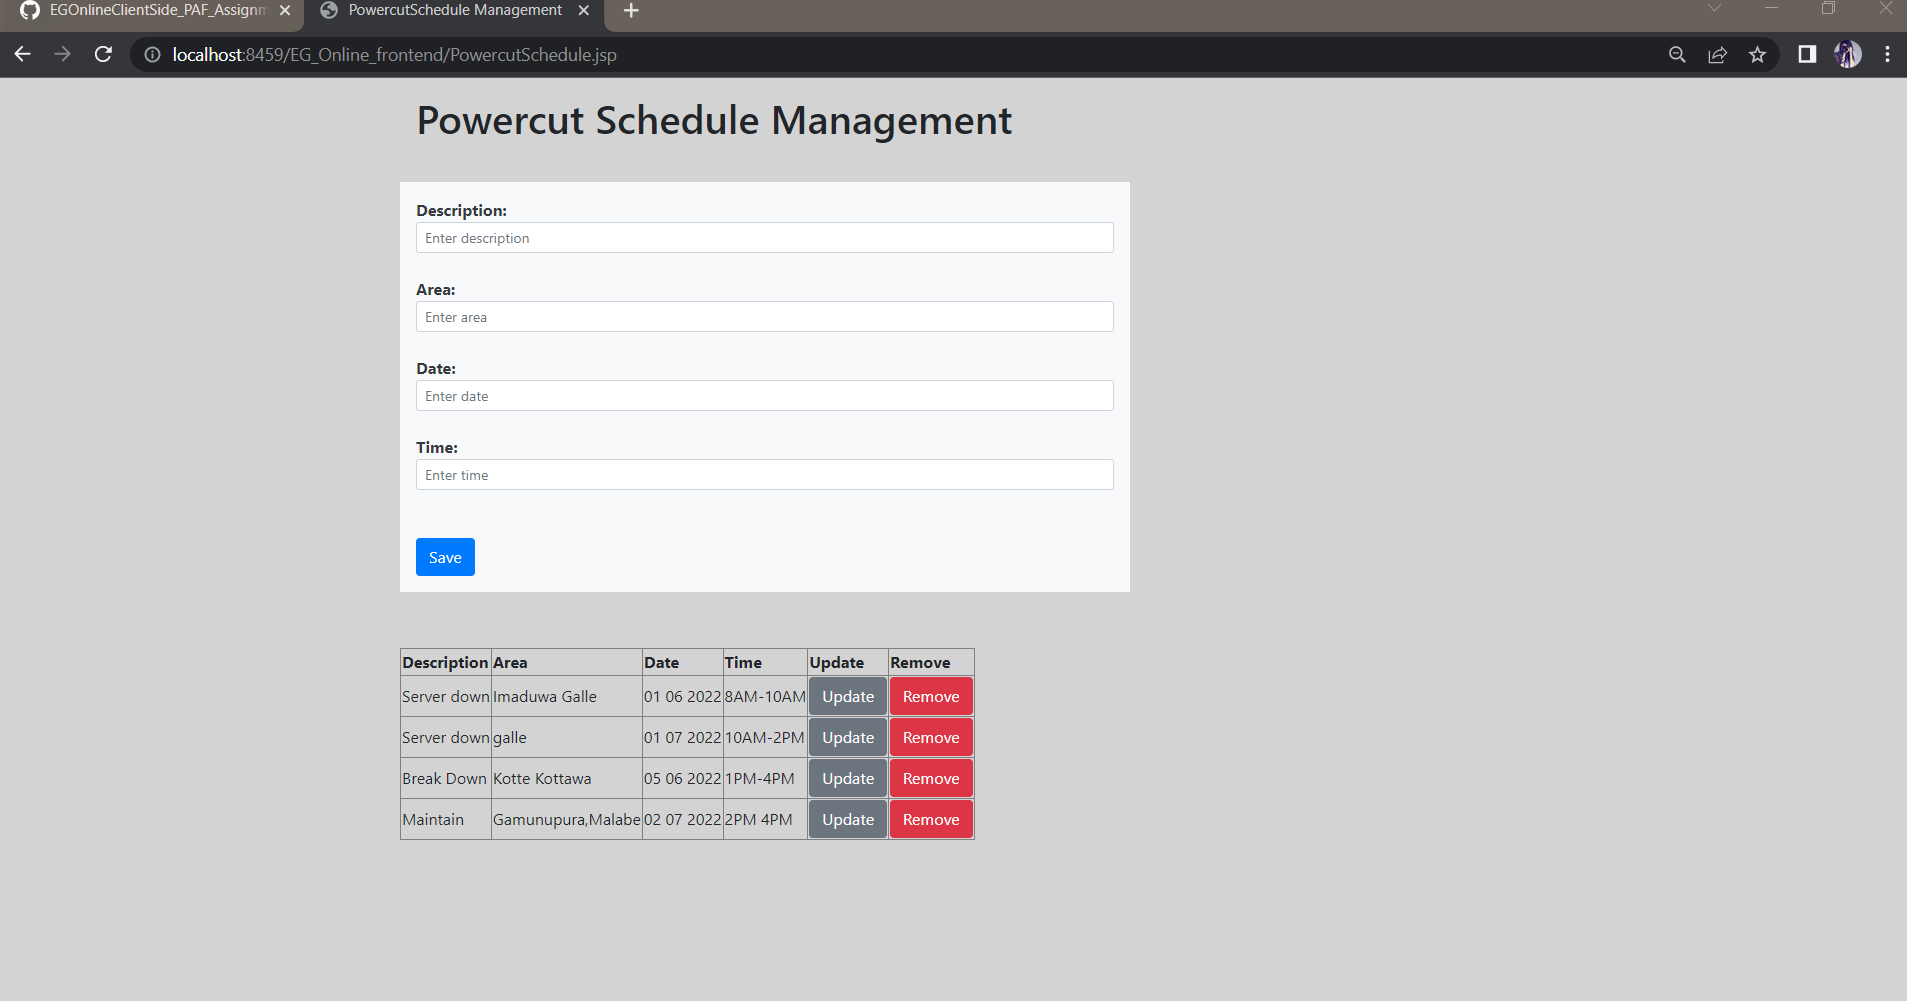 EGOnlineClientSide_PAF_Assignm
PowercutSchedule Management
localhost:8459/EG_Online_frontend/PowercutSchedule.jsp
Powercut Schedule Management
Description:
Enter description
Area:
Enter area
Date:
Enter date
Time:
Enter time
Save
Description Area Date Time Update Remove
Server down Imaduwa Galle 01 06 2022 8AM-10AM Update Remove
Server down galle 01 07 2022 10AM-2PM Update Remove
Break Down Kotte Kottawa 05 06 2022 1PM-4PM Update Remove
Maintain Gamunupura,Malabe 02 07 2022 2PM 4PM Update Remove